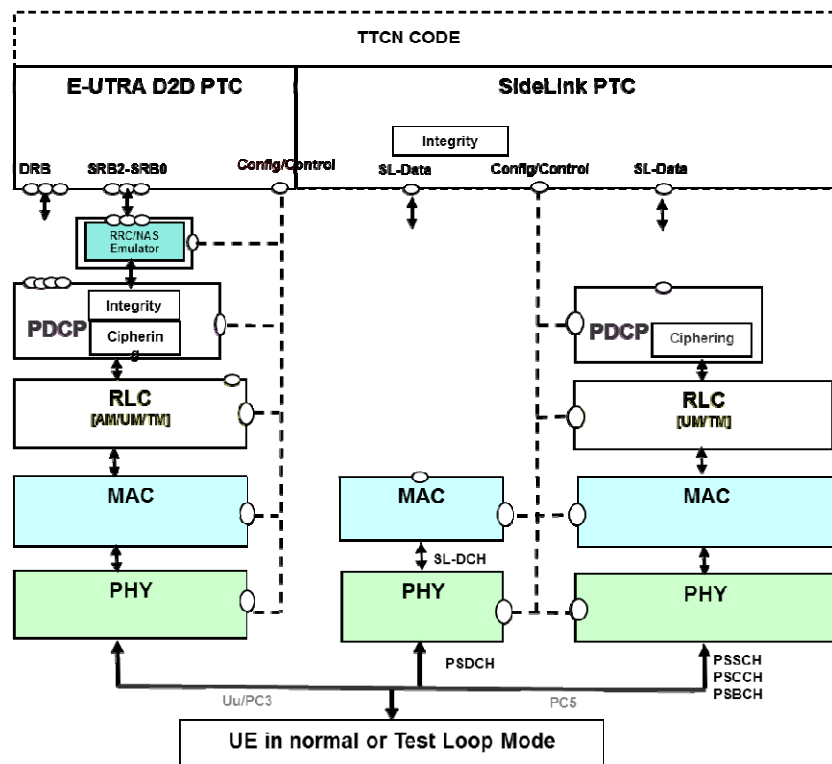 TTCN CODE
E-UTRA D2D PTC
SideLink PTC
Integrity
DRB
SRB2-SRB0
Config/Control
SL-Data
Config/Control
SL-Data
RRC/NAS
Emulator
Integrity
PDCP
Cipherin
g
PDCP
Ciphering
RLC
[AM/UM/TM]
RLC
[UM/TM]
MAC
MAC
MAC
SL-DCH
PHY
PHY
PHY
PSDCH
PSSCH
PSCCH
PSBCH
Uu/PC3
PC5
UE in normal or Test Loop Mode